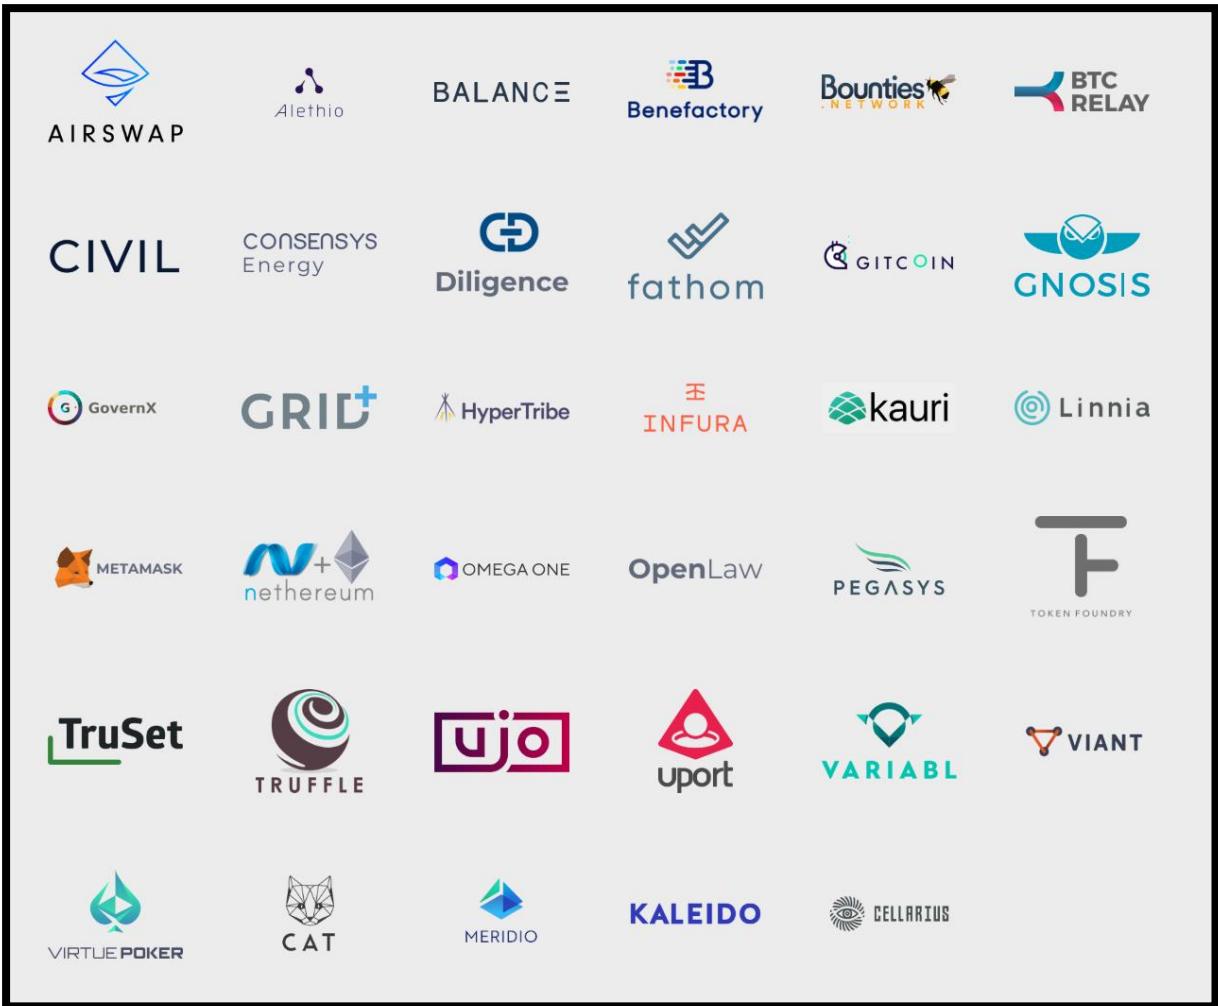 AIRSWAP
Alethio
BALANCΞ
Benefactory
Bounties
.NETWORK
BTC
RELAY
CIVIL
CONSENSYS
Energy
Diligence
fathom
GITCOIN
GNOSIS
G
GovernX
GRID+
HyperTribe
INFURA
kauri
Linnia
METAMASK
+
nethereum
OMEGA ONE
OpenLaw
PEGASYS
TOKEN FOUNDRY
TruSet
TRUFFLE
ujo
uport
VARIABL
VIANT
VIRTUE POKER
CAT
MERIDIO
KALEIDO
CELLARIUS